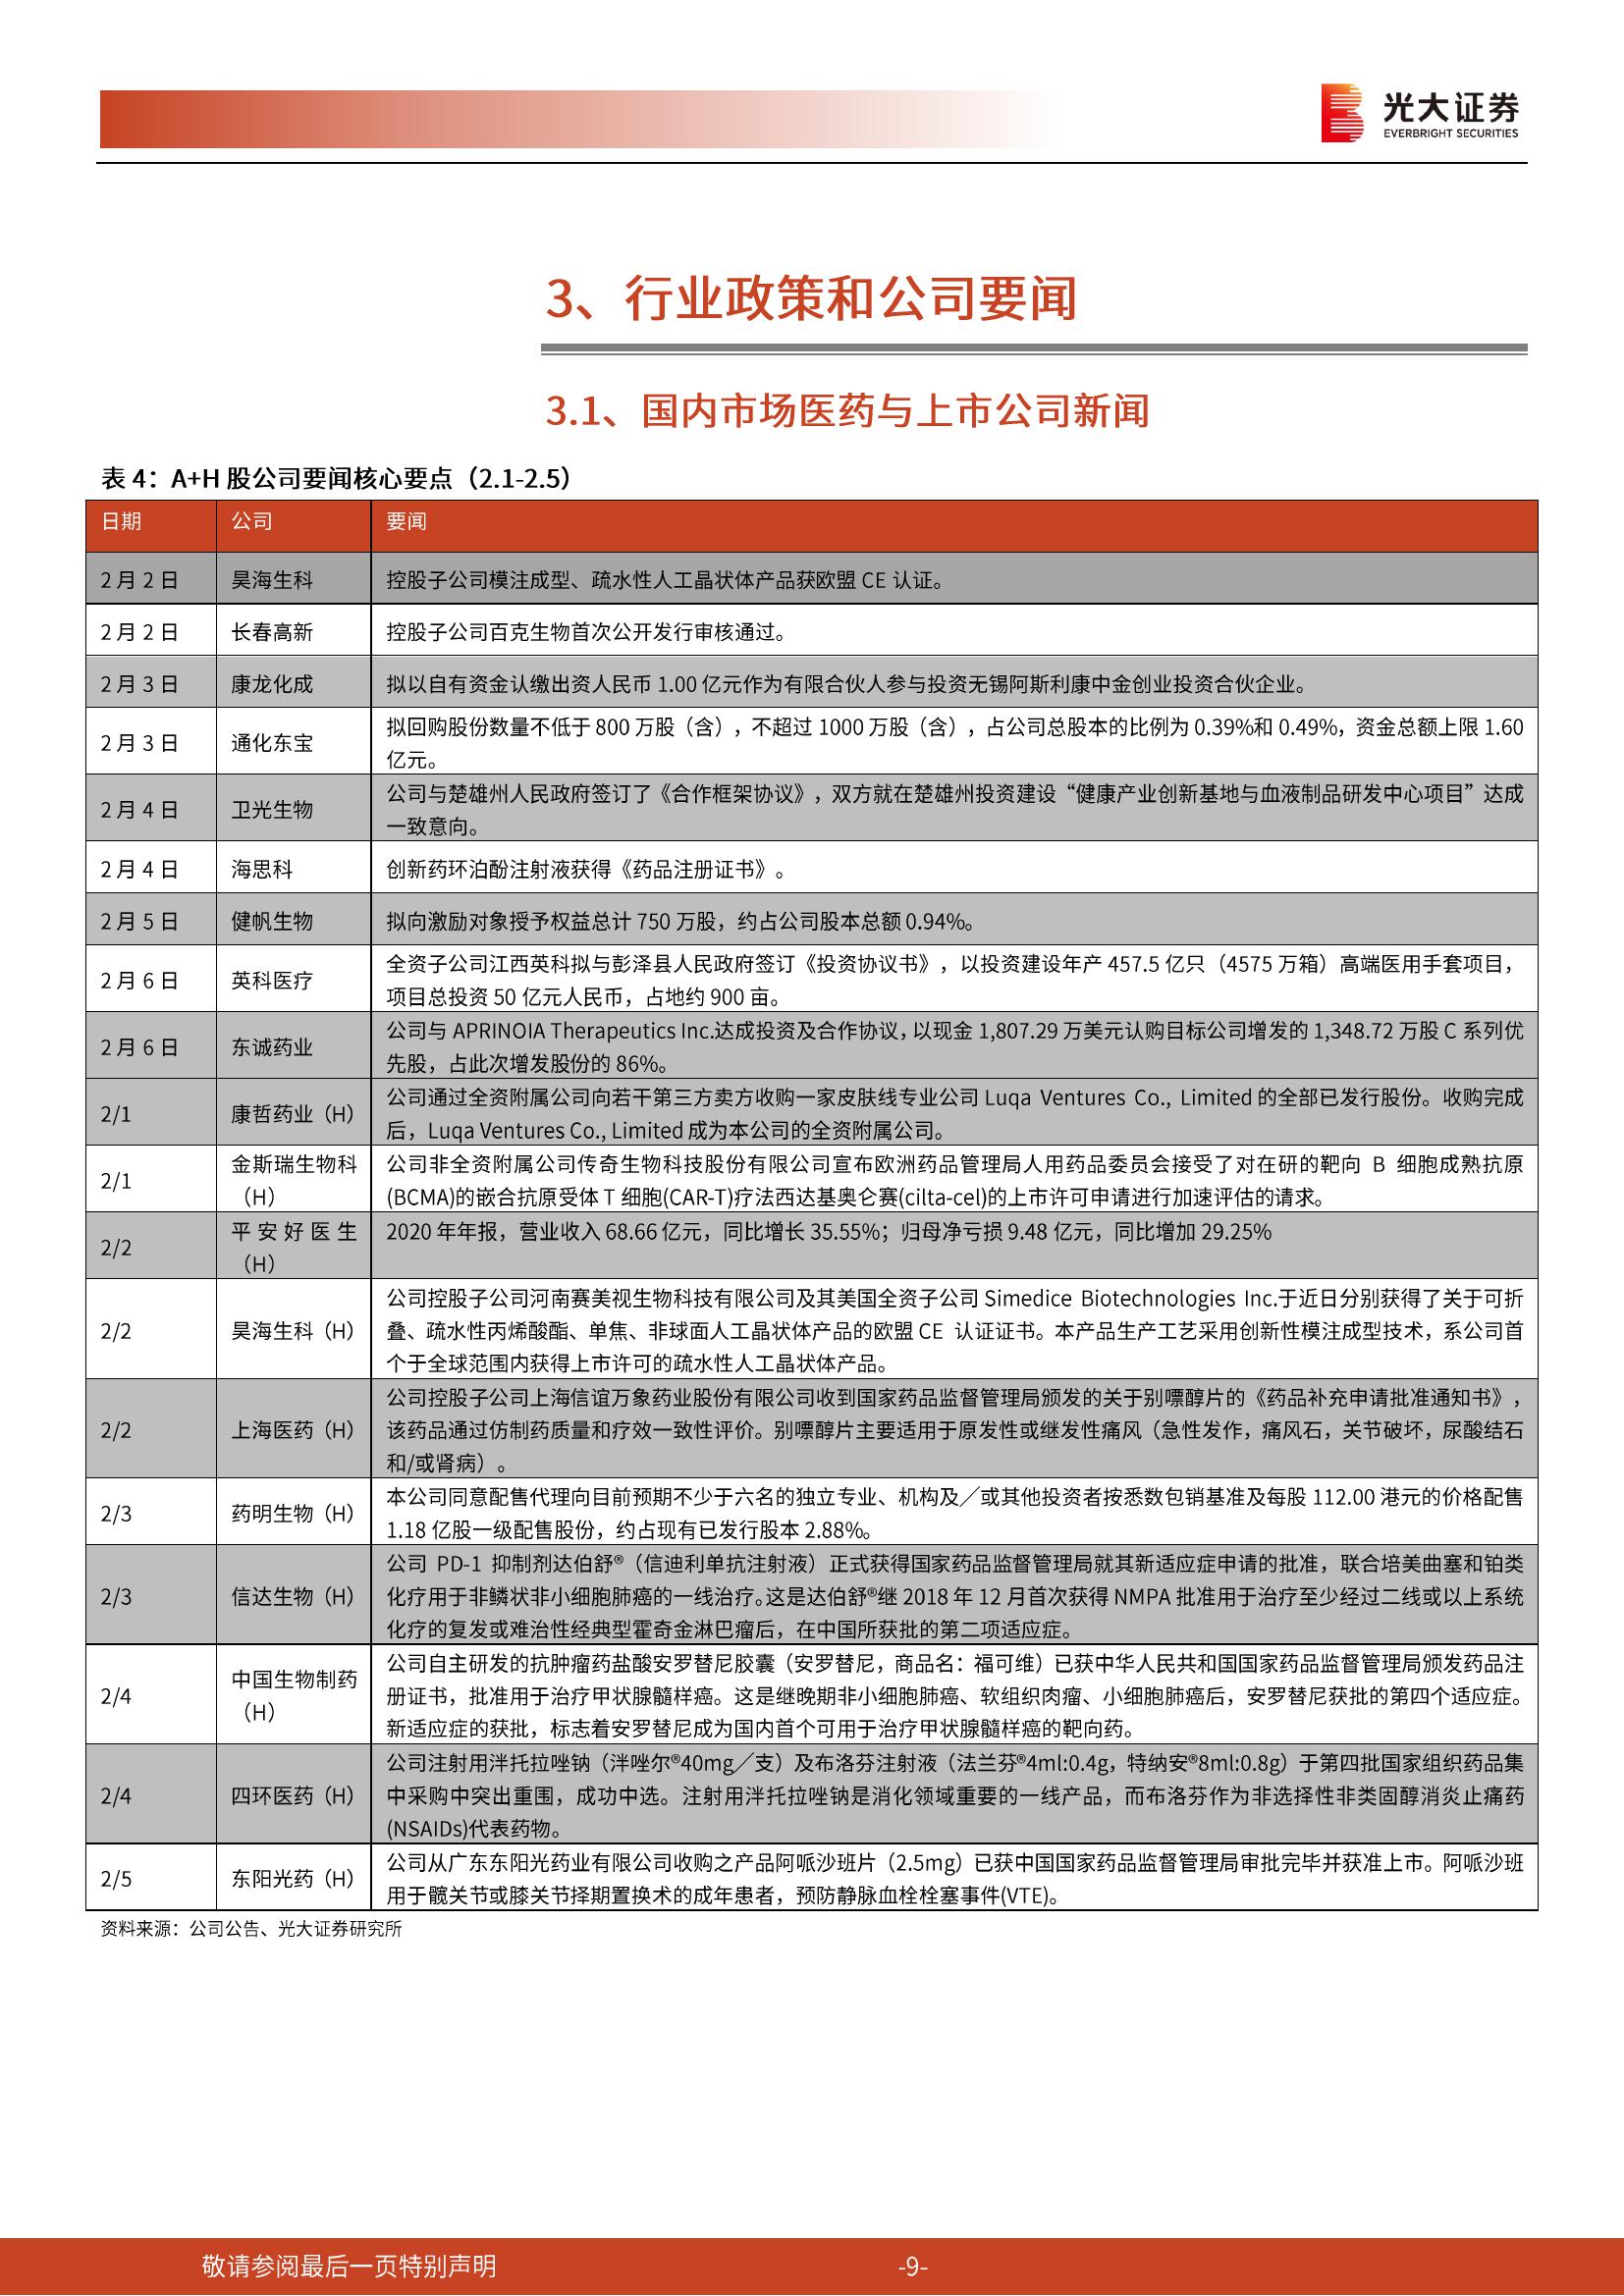 光大证券
EVERBRIGHT SECURITIES
3、行业政策和公司要闻
3.1、国内市场医药与上市公司新闻
表 4：A+H 股公司要闻核心要点（2.1-2.5）
日期 公司 要闻
2 月 2 日 昊海生科 控股子公司模注成型、疏水性人工晶状体产品获欧盟 CE 认证。
2 月 2 日 长春高新 控股子公司百克生物首次公开发行审核通过。
2 月 3 日 康龙化成 拟以自有资金认缴出资人民币 1.00 亿元作为有限合伙人参与投资无锡阿斯利康中金创业投资合伙企业。
2 月 3 日 通化东宝 拟回购股份数量不低于 800 万股（含），不超过 1000 万股（含），占公司总股本的比例为 0.39%和 0.49%，资金总额上限 1.60
亿元。
2 月 4 日 卫光生物 公司与楚雄州人民政府签订了《合作框架协议》，双方就在楚雄州投资建设“健康产业创新基地与血液制品研发中心项目”达成
一致意向。
2 月 4 日 海思科 创新药环泊酚注射液获得《药品注册证书》。
2 月 5 日 健帆生物 拟向激励对象授予权益总计 750 万股，约占公司股本总额 0.94%。
2 月 6 日 英科医疗 全资子公司江西英科拟与彭泽县人民政府签订《投资协议书》，以投资建设年产 457.5 亿只（4575 万箱）高端医用手套项目，
项目总投资 50 亿元人民币，占地约 900 亩。
2 月 6 日 东诚药业 公司与 APRINOIA Therapeutics Inc.达成投资及合作协议，以现金 1,807.29 万美元认购目标公司增发的 1,348.72 万股 C 系列优
先股，占此次增发股份的 86%。
2/1 康哲药业（H） 公司通过全资附属公司向若干第三方卖方收购一家皮肤线专业公司 Luqa Ventures Co., Limited 的全部已发行股份。收购完成
后，Luqa Ventures Co., Limited 成为本公司的全资附属公司。
2/1 金斯瑞生物科（H） 公司非全资附属公司传奇生物科技股份有限公司宣布欧洲药品管理局人用药品委员会接受了对在研的靶向 B 细胞成熟抗原
(BCMA)的嵌合抗原受体 T 细胞(CAR-T)疗法西达基奥仑赛(cilta-cel)的上市许可申请进行加速评估的请求。
2/2 平安好医生（H） 2020 年年报，营业收入 68.66 亿元，同比增长 35.55%；归母净亏损 9.48 亿元，同比增加 29.25%
2/2 昊海生科（H） 公司控股子公司河南赛美视生物科技有限公司及其美国全资子公司 Simedice Biotechnologies Inc.于近日分别获得了关于可折
叠、疏水性丙烯酸酯、单焦、非球面人工晶状体产品的欧盟 CE 认证证书。本产品生产工艺采用创新性模注成型技术，系公司首
个于全球范围内获得上市许可的疏水性人工晶状体产品。
2/2 上海医药（H） 公司控股子公司上海信谊万象药业股份有限公司收到国家药品监督管理局颁发的关于别嘌醇片的《药品补充申请批准通知书》，
该药品通过仿制药质量和疗效一致性评价。别嘌醇片主要适用于原发性或继发性痛风（急性发作，痛风石，关节破坏，尿酸结石
和/或肾病）。
2/3 药明生物（H） 本公司同意配售代理向目前预期不少于六名的独立专业、机构及╱或其他投资者按悉数包销基准及每股 112.00 港元的价格配售
1.18 亿股一级配售股份，约占现有已发行股本 2.88%。
2/3 信达生物（H） 公司 PD-1 抑制剂达伯舒®（信迪利单抗注射液）正式获得国家药品监督管理局就其新适应症申请的批准，联合培美曲塞和铂类
化疗用于非鳞状非小细胞肺癌的一线治疗。这是达伯舒®继 2018 年 12 月首次获得 NMPA 批准用于治疗至少经过二线或以上系统
化疗的复发或难治性经典型霍奇金淋巴瘤后，在中国所获批的第二项适应症。
2/4 中国生物制药（H） 公司自主研发的抗肿瘤药盐酸安罗替尼胶囊（安罗替尼，商品名：福可维）已获中华人民共和国国家药品监督管理局颁发药品注
册证书，批准用于治疗甲状腺髓样癌。这是继晚期非小细胞肺癌、软组织肉瘤、小细胞肺癌后，安罗替尼获批的第四个适应症。
新适应症的获批，标志着安罗替尼成为国内首个可用于治疗甲状腺髓样癌的靶向药。
2/4 四环医药（H） 公司注射用泮托拉唑钠（泮唑尔®40mg╱支）及布洛芬注射液（法兰芬®4ml:0.4g，特纳安®8ml:0.8g）于第四批国家组织药品集
中采购中突出重围，成功中选。注射用泮托拉唑钠是消化领域重要的一线产品，而布洛芬作为非选择性非类固醇消炎止痛药
(NSAIDs)代表药物。
2/5 东阳光药（H） 公司从广东东阳光药业有限公司收购之产品阿哌沙班片（2.5mg）已获中国国家药品监督管理局审批完毕并获准上市。阿哌沙班
用于髋关节或膝关节择期置换术的成年患者，预防静脉血栓栓塞事件(VTE)。
资料来源：公司公告、光大证券研究所
敬请参阅最后一页特别声明 -9-